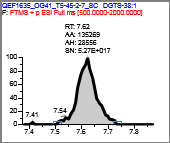 QEF1635_OG41_T5-45-2-7_SC DGTS-38:1
F: FTMS + p ESI Full ms [500.0000-2000.0000]
RT: 7.62
AA: 135269
AH: 28556
SN: 5.27E+017
100
80
60
40
20
0
7.41
7.54
7.4 7.5 7.6 7.7 7.8